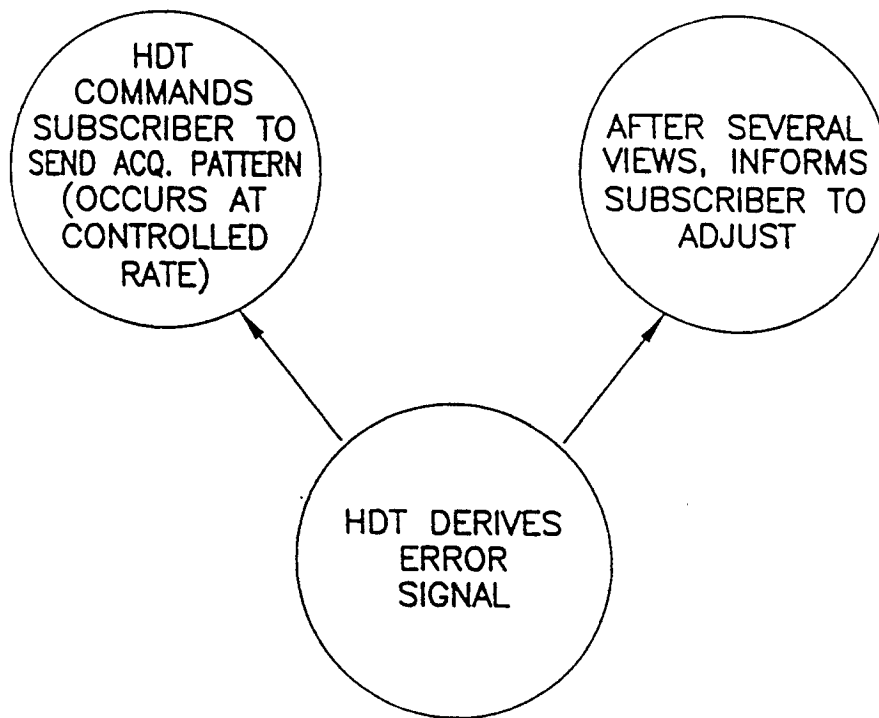 HDT
COMMANDS
SUBSCRIBER TO
SEND ACQ. PATTERN
(OCCURS AT
CONTROLLED
RATE)
AFTER SEVERAL
VIEWS, INFORMS
SUBSCRIBER TO
ADJUST
HDT DERIVES
ERROR
SIGNAL